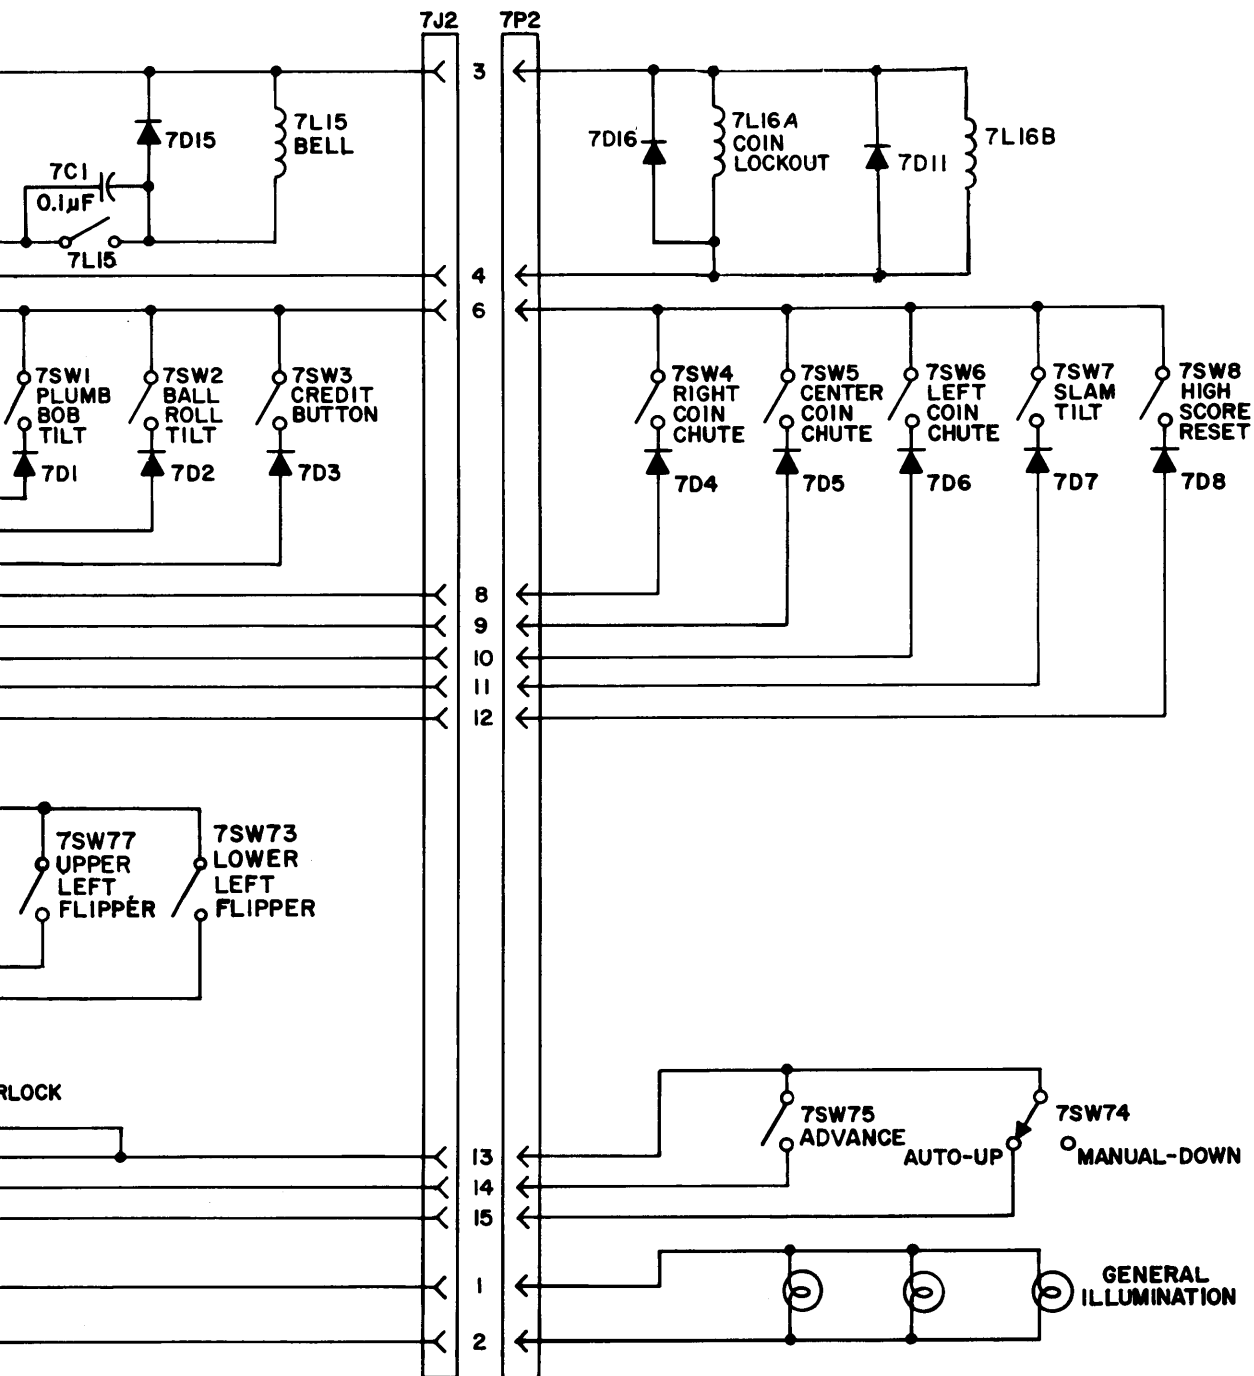 7J2
7P2
3
7D15
7L15
BELL
7C1
0.1µF
7L15
7D16
7L16A
COIN
LOCKOUT
7D11
7L16B
4
6
7SW1
PLUMB
BOB
TILT
7D1
7SW2
BALL
ROLL
TILT
7D2
7SW3
CREDIT
BUTTON
7D3
7SW4
RIGHT
COIN
CHUTE
7D4
7SW5
CENTER
COIN
CHUTE
7D5
7SW6
LEFT
COIN
CHUTE
7D6
7SW7
SLAM
TILT
7D7
7SW8
HIGH
SCORE
RESET
7D8
8
9
10
11
12
7SW77
UPPER
LEFT
FLIPPER
7SW73
LOWER
LEFT
FLIPPER
RLOCK
7SW75
ADVANCE
7SW74
AUTO-UP
MANUAL-DOWN
13
14
15
1
2
GENERAL
ILLUMINATION